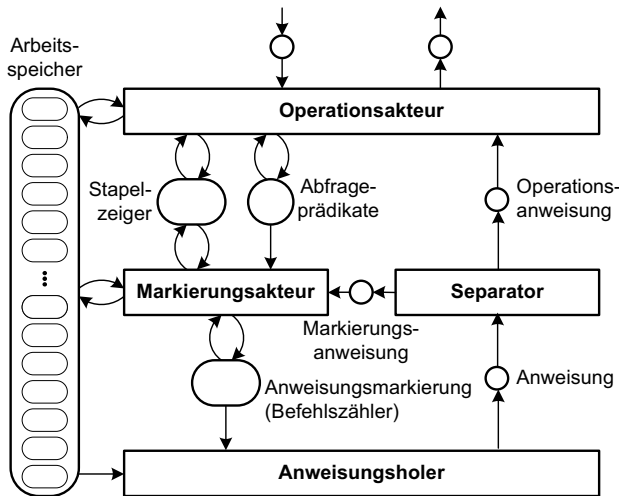 Arbeits-
speicher
Operationsakteur
Stapel-
zeiger
Abfrage-
prädikate
Operations-
anweisung
Markierungsakteur
Separator
Markierungs-
anweisung
Anweisung
Anweisungsmarkierung
(Befehlszähler)
Anweisungsholer